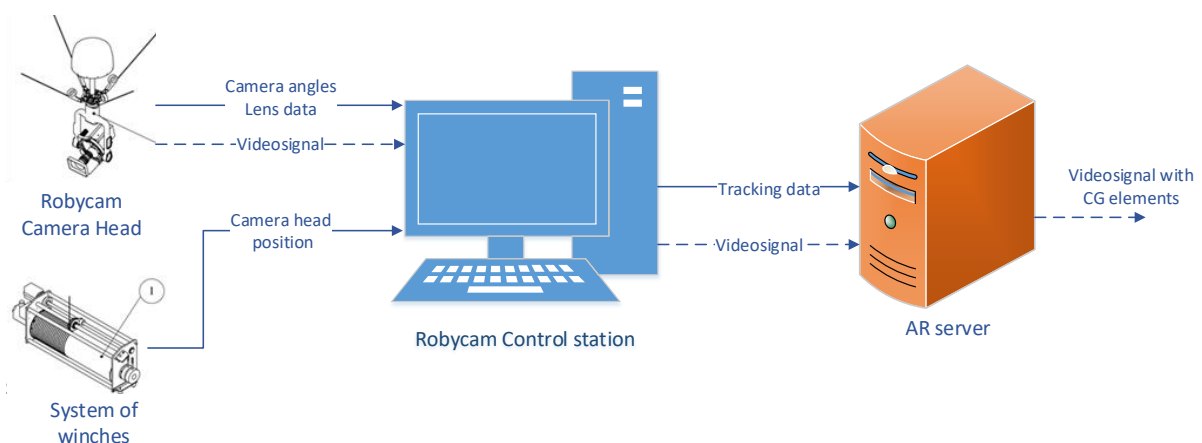 Camera angles
Lens data
Videosignal
Robycam
Camera Head
Camera head
position
I
System of
winches
Robycam Control station
Tracking data
Videosignal
AR server
Videosignal with
CG elements